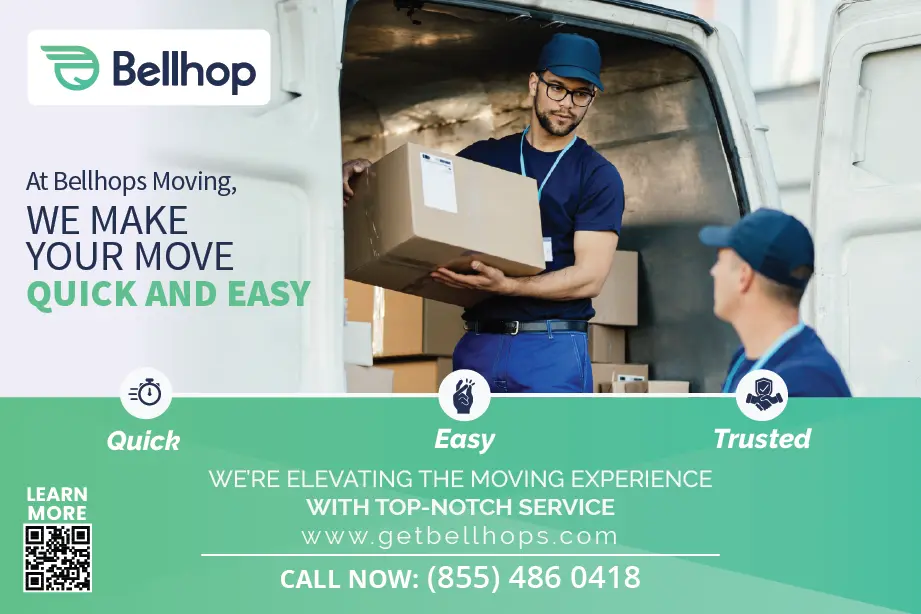 Bellhop
At Bellhops Moving,
WE MAKE
YOUR MOVE
QUICK AND EASY
Quick
Easy
Trusted
WE'RE ELEVATING THE MOVING EXPERIENCE
WITH TOP-NOTCH SERVICE
www.getbellhops.com
LEARN
MORE
CALL NOW: (855) 486 0418